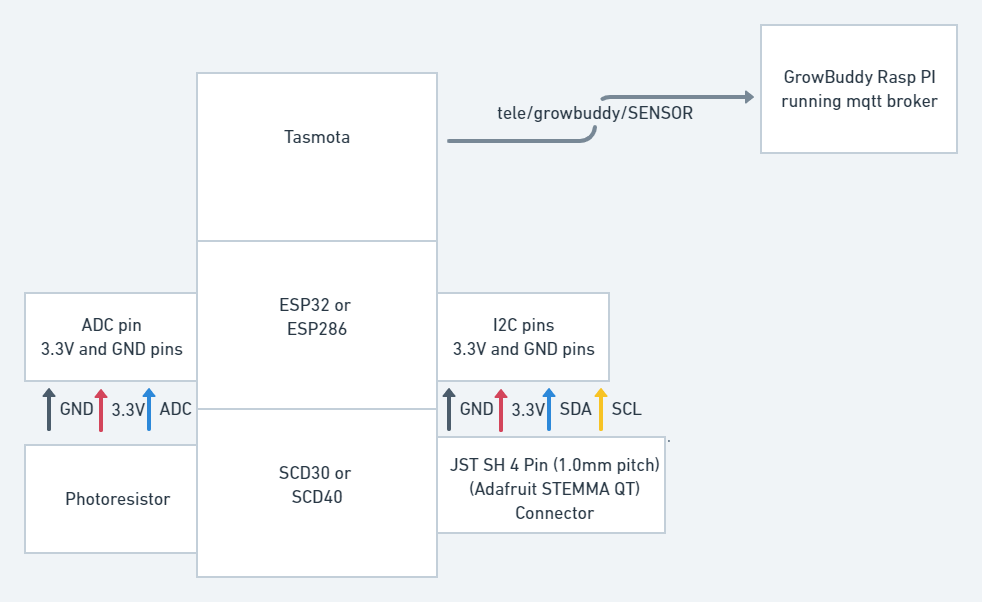 GrowBuddy Rasp PI
running mqtt broker
tele/growbuddy/SENSOR
Tasmota
ESP32 or
ESP286
ADC pin
3.3V and GND pins
I2C pins
3.3V and GND pins
GND 3.3V ADC
GND 3.3V SDA SCL
SCD30 or
SCD40
Photoresistor
JST SH 4 Pin (1.0mm pitch)
(Adafruit STEMMA QT)
Connector